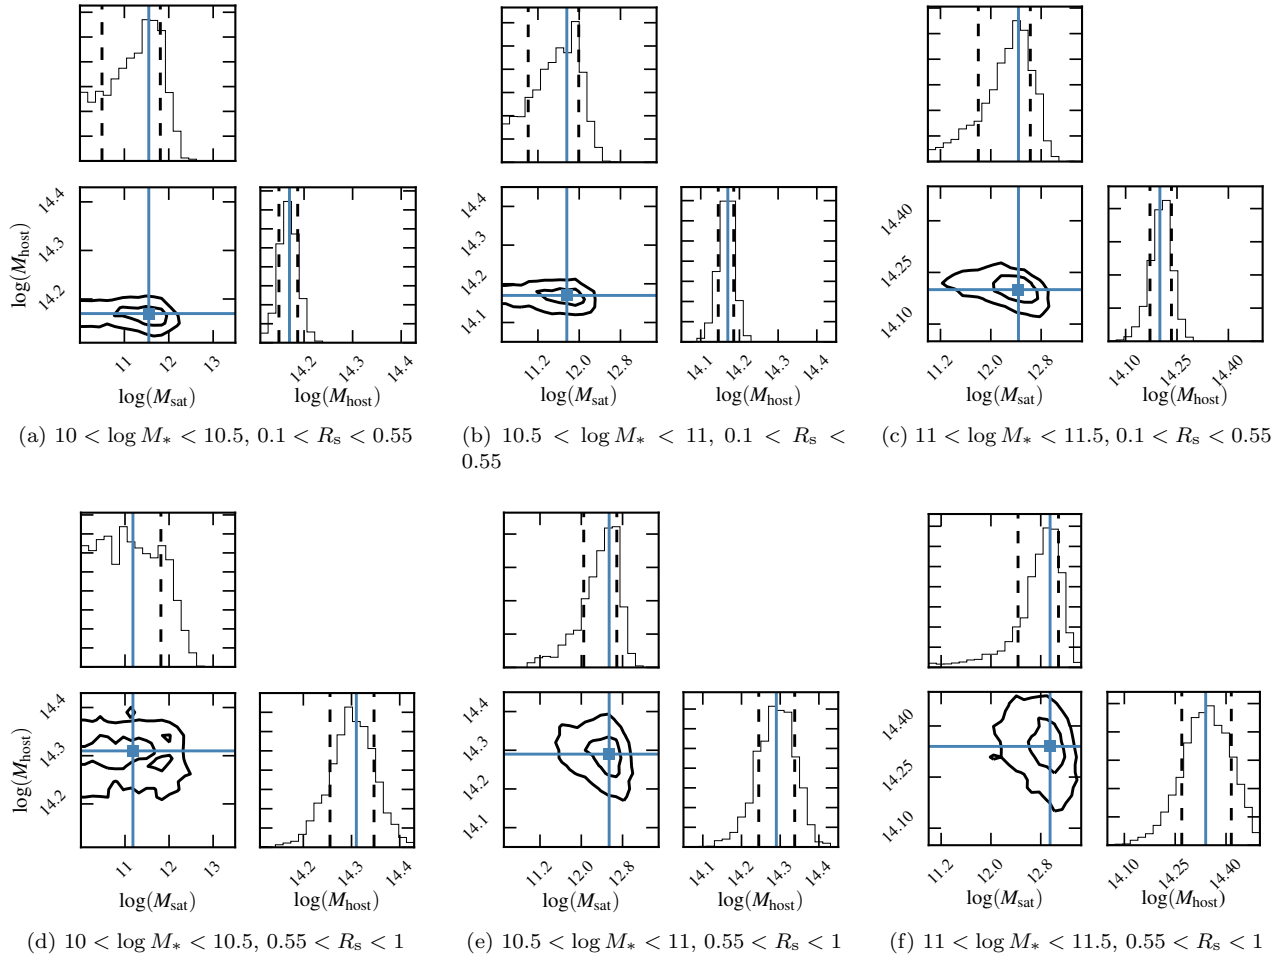 14.4
14.3
14.2
log(M_host)
11 12 13
log(M_sat)
14.2 14.3 14.4
log(M_host)
(a) 10 < log M_* < 10.5, 0.1 < R_s < 0.55
14.4
14.3
14.2
14.1
11.2 12.0 12.8
log(M_sat)
14.1 14.2 14.3 14.4
log(M_host)
(b) 10.5 < log M_* < 11, 0.1 < R_s <
0.55
14.40
14.25
14.10
11.2 12.0 12.8
log(M_sat)
14.10 14.25 14.40
log(M_host)
(c) 11 < log M_* < 11.5, 0.1 < R_s < 0.55
14.4
14.3
14.2
log(M_host)
11 12 13
log(M_sat)
14.2 14.3 14.4
log(M_host)
(d) 10 < log M_* < 10.5, 0.55 < R_s < 1
14.4
14.3
14.2
14.1
11.2 12.0 12.8
log(M_sat)
14.1 14.2 14.3 14.4
log(M_host)
(e) 10.5 < log M_* < 11, 0.55 < R_s < 1
14.40
14.25
14.10
11.2 12.0 12.8
log(M_sat)
14.10 14.25 14.40
log(M_host)
(f) 11 < log M_* < 11.5, 0.55 < R_s < 1